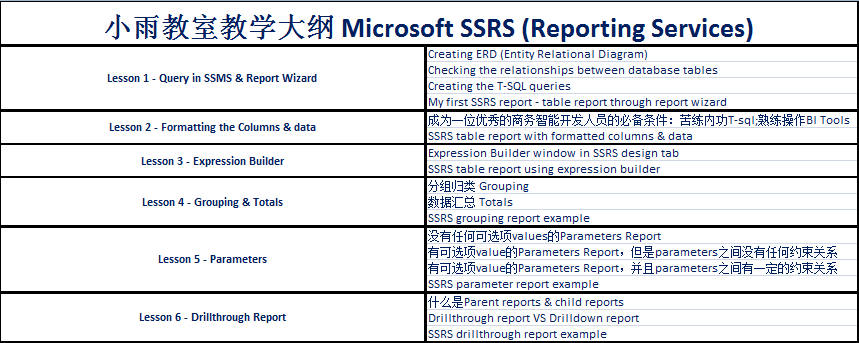 小雨教室教学大纲 Microsoft SSRS (Reporting Services)
Lesson 1 - Query in SSMS & Report Wizard
Creating ERD (Entity Relational Diagram)
Checking the relationships between database tables
Creating the T-SQL queries
My first SSRS report - table report through report wizard
Lesson 2 - Formatting the Columns & data
成为一位优秀的商务智能开发人员的必备条件：苦练内功T-sql;熟练操作BI Tools
SSRS table report with formatted columns & data
Lesson 3 - Expression Builder
Expression Builder window in SSRS design tab
SSRS table report using expression builder
Lesson 4 - Grouping & Totals
分组归类 Grouping
数据汇总 Totals
SSRS grouping report example
Lesson 5 - Parameters
没有任何可选项values的Parameters Report
有可选项value的Parameters Report，但是parameters之间没有任何约束关系
有可选项value的Parameters Report，并且parameters之间有一定的约束关系
SSRS parameter report example
Lesson 6 - Drillthrough Report
什么是Parent reports & child reports
Drillthrough report VS Drilldown report
SSRS drillthrough report example